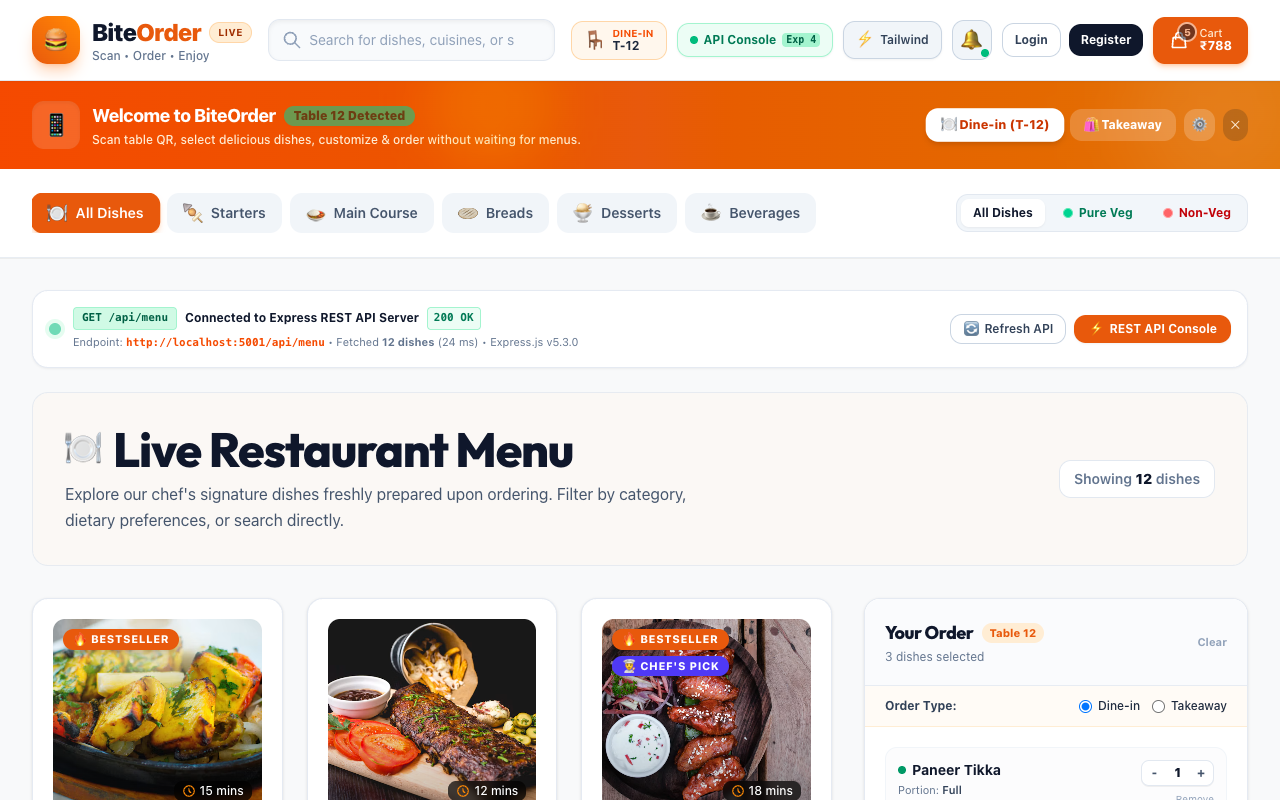 BiteOrder LIVE
Scan • Order • Enjoy
Search for dishes, cuisines, or s
DINE-IN
T-12
API Console Exp 4
Tailwind
Login
Register
5
Cart
₹788
Welcome to BiteOrder Table 12 Detected
Scan table QR, select delicious dishes, customize & order without waiting for menus.
Dine-in (T-12)
Takeaway
All Dishes
Starters
Main Course
Breads
Desserts
Beverages
All Dishes
Pure Veg
Non-Veg
GET /api/menu Connected to Express REST API Server 200 OK
Endpoint: http://localhost:5001/api/menu • Fetched 12 dishes (24 ms) • Express.js v5.3.0
Refresh API
REST API Console
Live Restaurant Menu
Explore our chef's signature dishes freshly prepared upon ordering. Filter by category,
dietary preferences, or search directly.
Showing 12 dishes
BESTSELLER
15 mins
12 mins
BESTSELLER
CHEF'S PICK
18 mins
Your Order Table 12
3 dishes selected
Clear
Order Type:
Dine-in
Takeaway
Paneer Tikka
- 1 +
Portion: Full
Remove